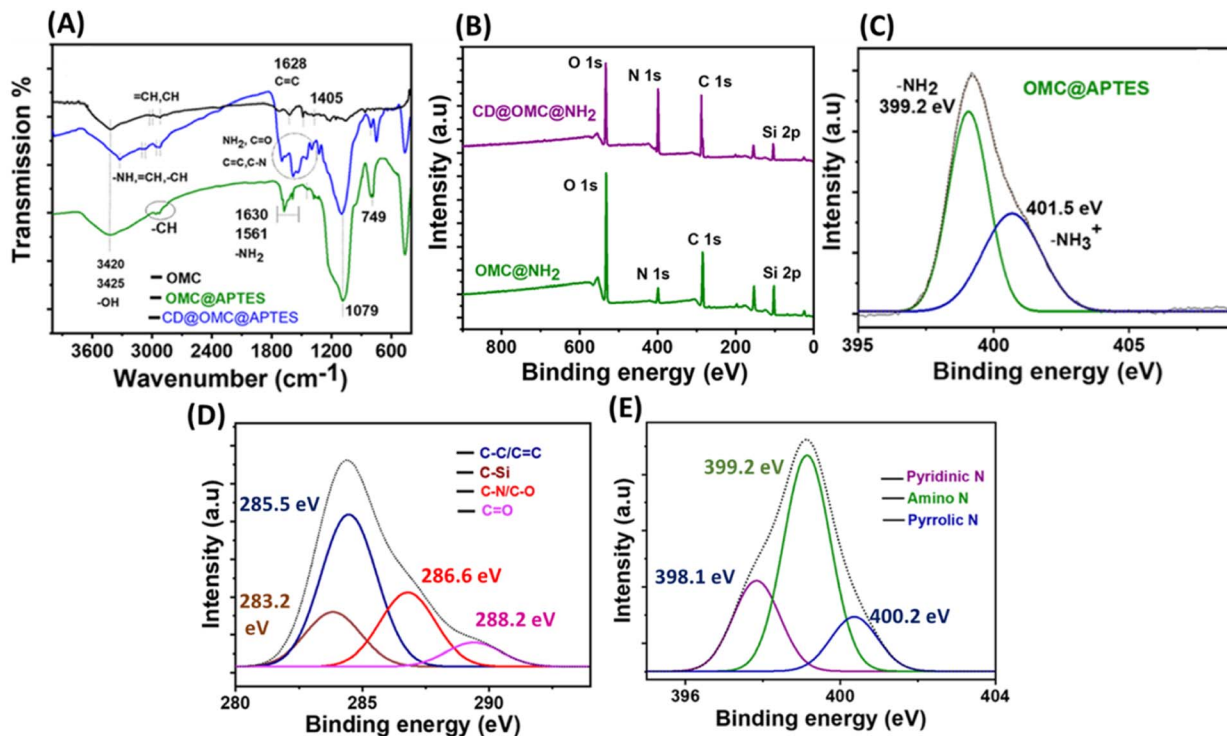 (A)
Transmission %
=CH,CH
1628
C=C
1405
NH₂, C=O
C=C,C-N
-NH,=CH,-CH
-CH
1630
1561
-NH₂
749
1079
3420
3425
-OH
OMC
OMC@APTES
CD@OMC@APTES
3600 3000 2400 1800 1200 600
Wavenumber (cm⁻¹)
(B)
Intensity (a.u)
O 1s
N 1s
C 1s
Si 2p
CD@OMC@NH₂
O 1s
N 1s
C 1s
Si 2p
OMC@NH₂
800 600 400 200 0
Binding energy (eV)
(C)
Intensity (a.u)
-NH₂
399.2 eV
OMC@APTES
401.5 eV
-NH₃⁺
395 400 405
Binding energy (eV)
(D)
Intensity (a.u)
285.5 eV
283.2
eV
286.6 eV
288.2 eV
C-C/C=C
C-Si
C-N/C-O
C=O
280 285 290
Binding energy (eV)
(E)
Intensity (a.u)
399.2 eV
398.1 eV
400.2 eV
Pyridinic N
Amino N
Pyrrolic N
396 400 404
Binding energy (eV)